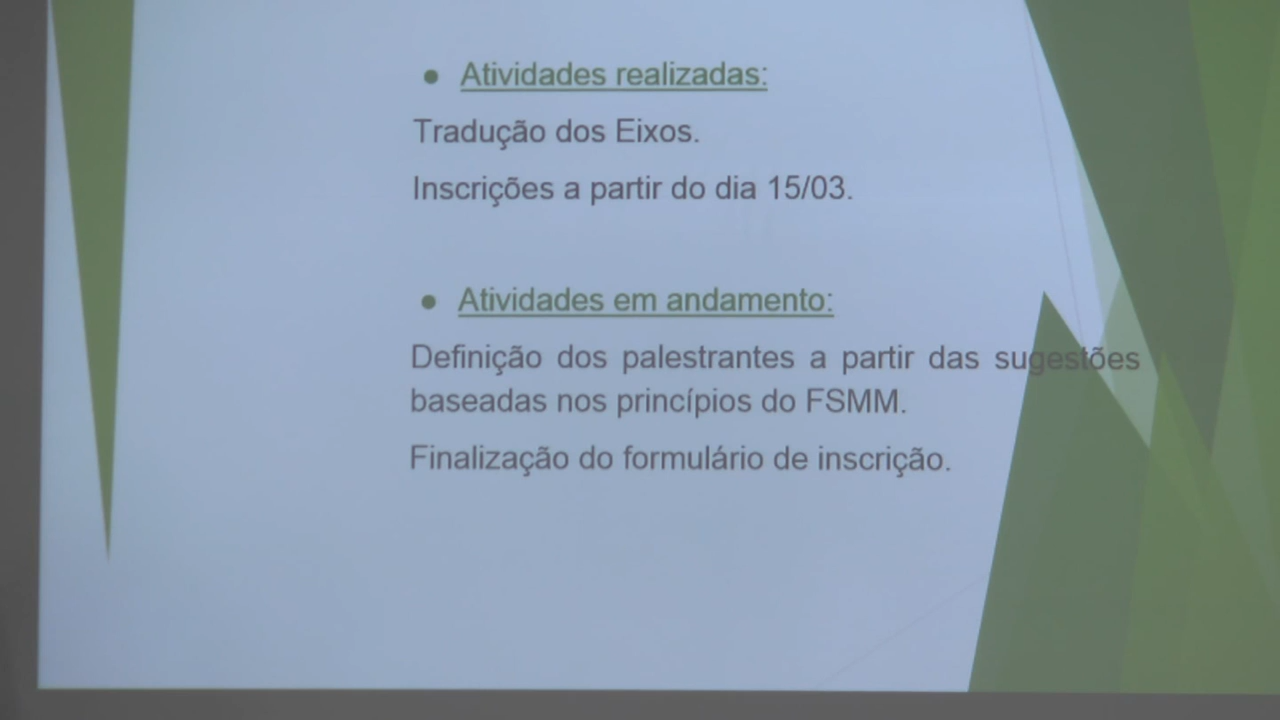 ● Atividades realizadas:
Tradução dos Eixos.
Inscrições a partir do dia 15/03.
● Atividades em andamento:
Definição dos palestrantes a partir das sugestões
baseadas nos princípios do FSMM.
Finalização do formulário de inscrição.